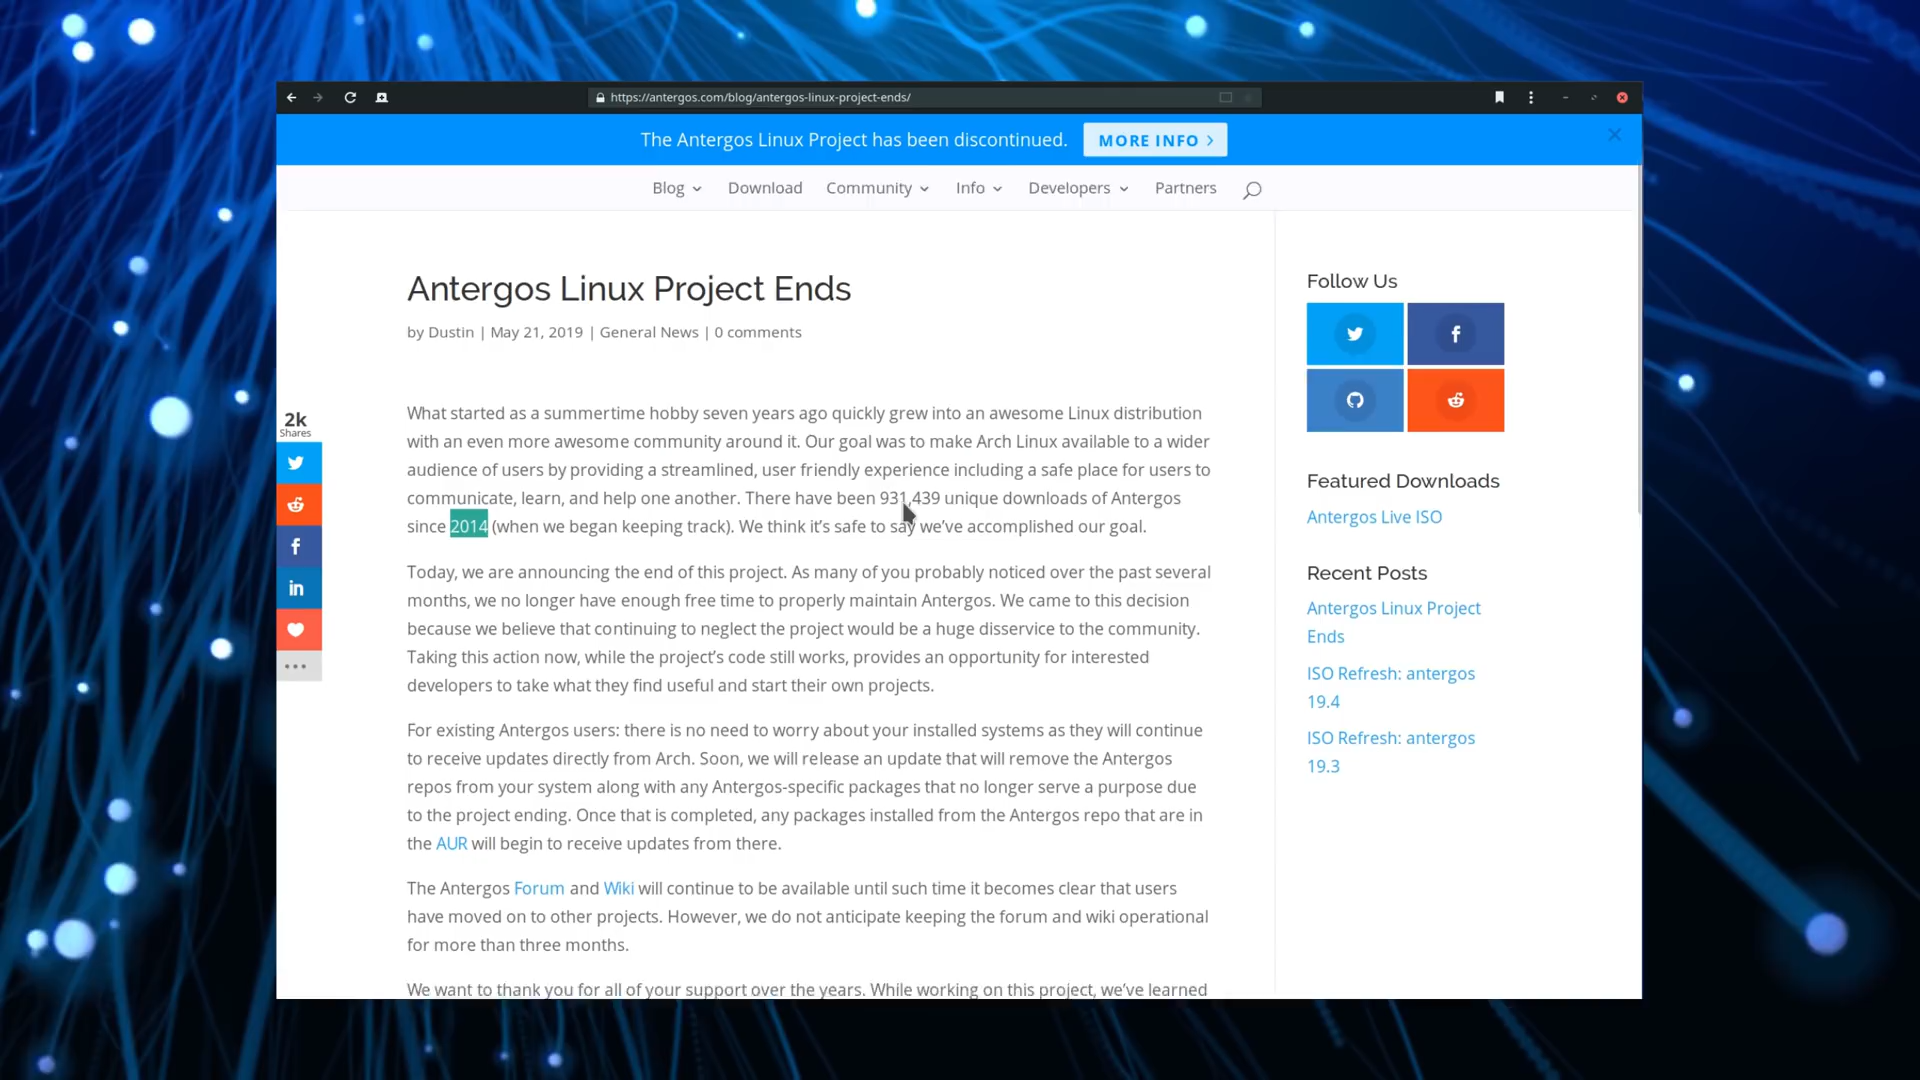 https://antergos.com/blog/antergos-linux-project-ends/
The Antergos Linux Project has been discontinued.
MORE INFO
Blog
Download
Community
Info
Developers
Partners
Antergos Linux Project Ends
by Dustin | May 21, 2019 | General News | 0 comments
2k
Shares
What started as a summertime hobby seven years ago quickly grew into an awesome Linux distribution
with an even more awesome community around it. Our goal was to make Arch Linux available to a wider
audience of users by providing a streamlined, user friendly experience including a safe place for users to
communicate, learn, and help one another. There have been 931,439 unique downloads of Antergos
since 2014 (when we began keeping track). We think it’s safe to say we’ve accomplished our goal.
Today, we are announcing the end of this project. As many of you probably noticed over the past several
months, we no longer have enough free time to properly maintain Antergos. We came to this decision
because we believe that continuing to neglect the project would be a huge disservice to the community.
Taking this action now, while the project’s code still works, provides an opportunity for interested
developers to take what they find useful and start their own projects.
For existing Antergos users: there is no need to worry about your installed systems as they will continue
to receive updates directly from Arch. Soon, we will release an update that will remove the Antergos
repos from your system along with any Antergos-specific packages that no longer serve a purpose due
to the project ending. Once that is completed, any packages installed from the Antergos repo that are in
the AUR will begin to receive updates from there.
The Antergos Forum and Wiki will continue to be available until such time it becomes clear that users
have moved on to other projects. However, we do not anticipate keeping the forum and wiki operational
for more than three months.
We want to thank you for all of your support over the years. While working on this project, we’ve learned
Follow Us
Featured Downloads
Antergos Live ISO
Recent Posts
Antergos Linux Project
Ends
ISO Refresh: antergos
19.4
ISO Refresh: antergos
19.3